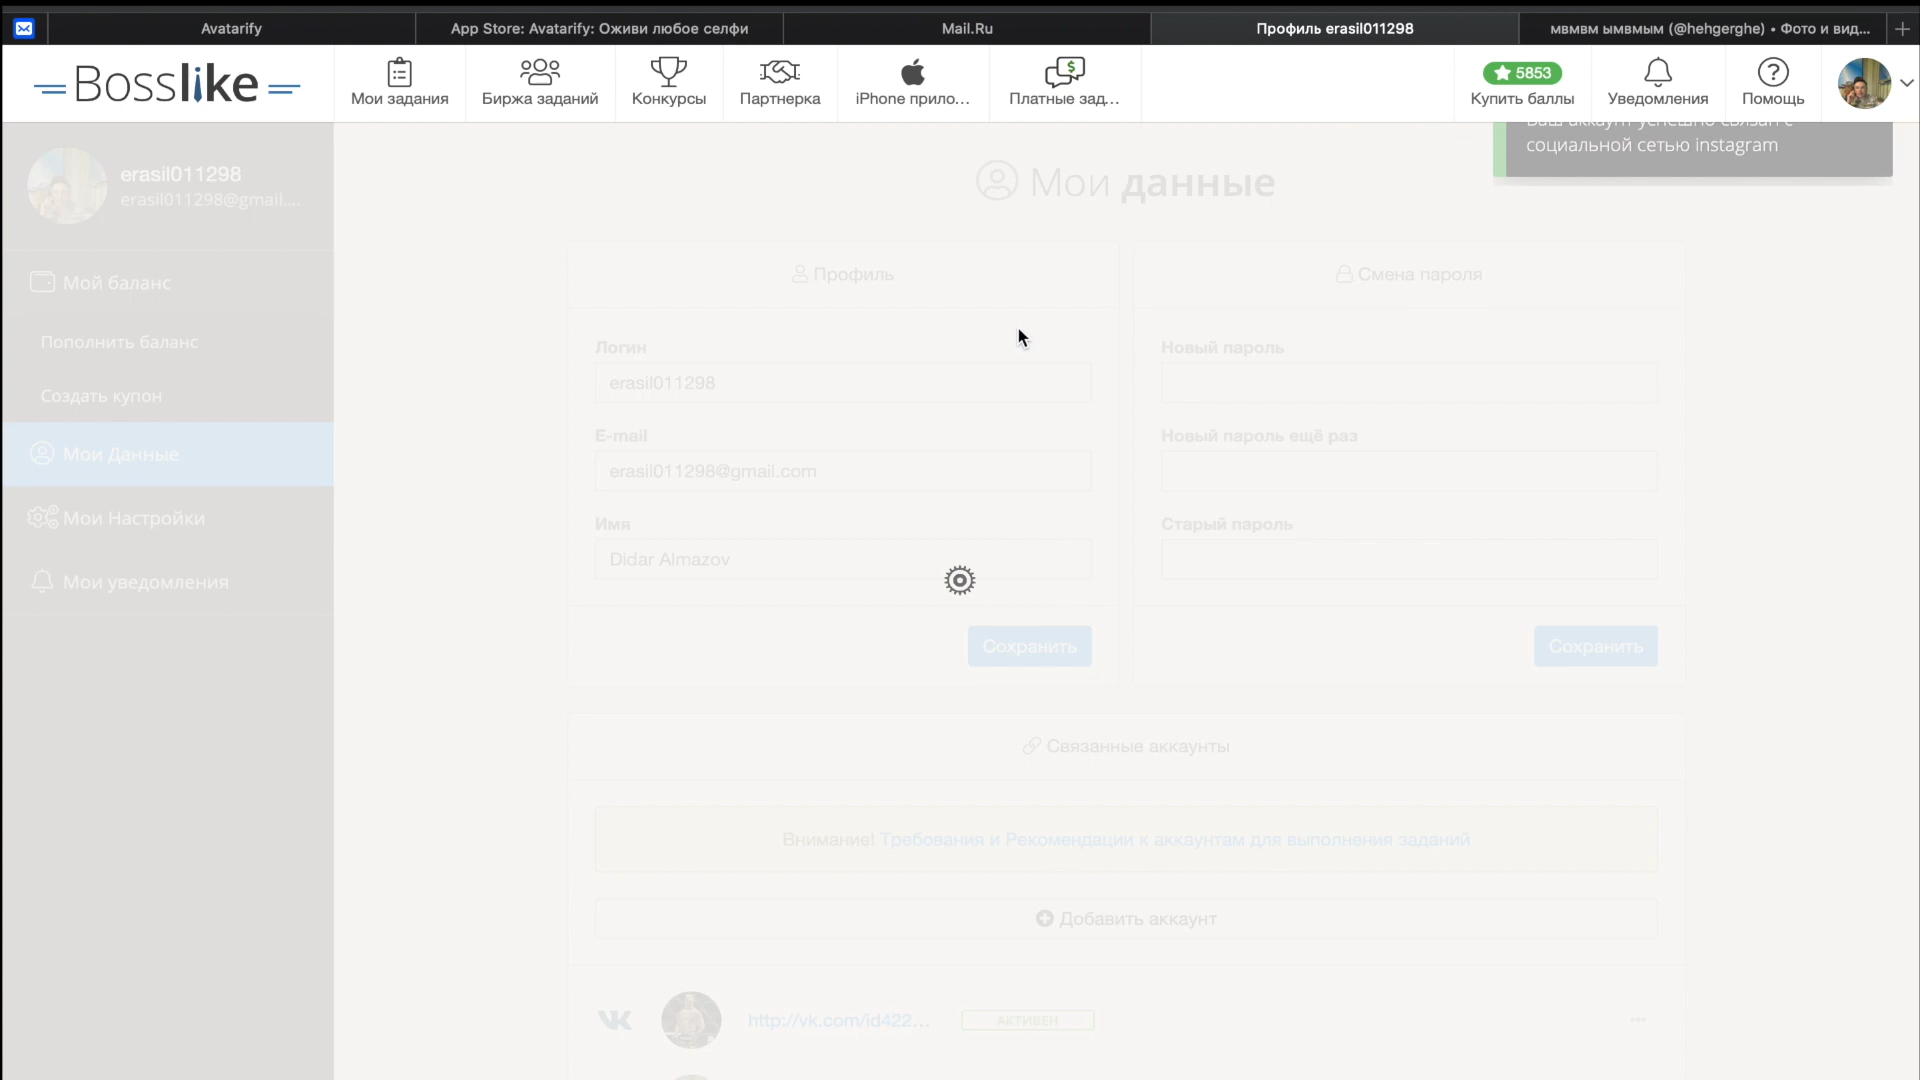 Avatarify
App Store: Avatarify: Оживи любое селфи
Mail.Ru
Профиль erasil011298
мвмвм ымвмым (@hehgerghe) • Фото и вид...
Bosslike
Мои задания
Биржа заданий
Конкурсы
Партнерка
iPhone прило...
Платные зад...
5853
Купить баллы
Уведомления
Помощь
Ваш аккаунт успешно связан с
социальной сетью instagram
erasil011298
erasil011298@gmail....
Мой баланс
Пополнить баланс
Создать купон
Мои Данные
Мои Настройки
Мои уведомления
Мои данные
Профиль
Логин
erasil011298
E-mail
erasil011298@gmail.com
Имя
Didar Almazov
Сохранить
Смена пароля
Новый пароль
Новый пароль ещё раз
Старый пароль
Сохранить
Связанные аккаунты
Внимание! Требования и Рекомендации к аккаунтам для выполнения заданий
Добавить аккаунт
http://vk.com/id422...
АКТИВЕН